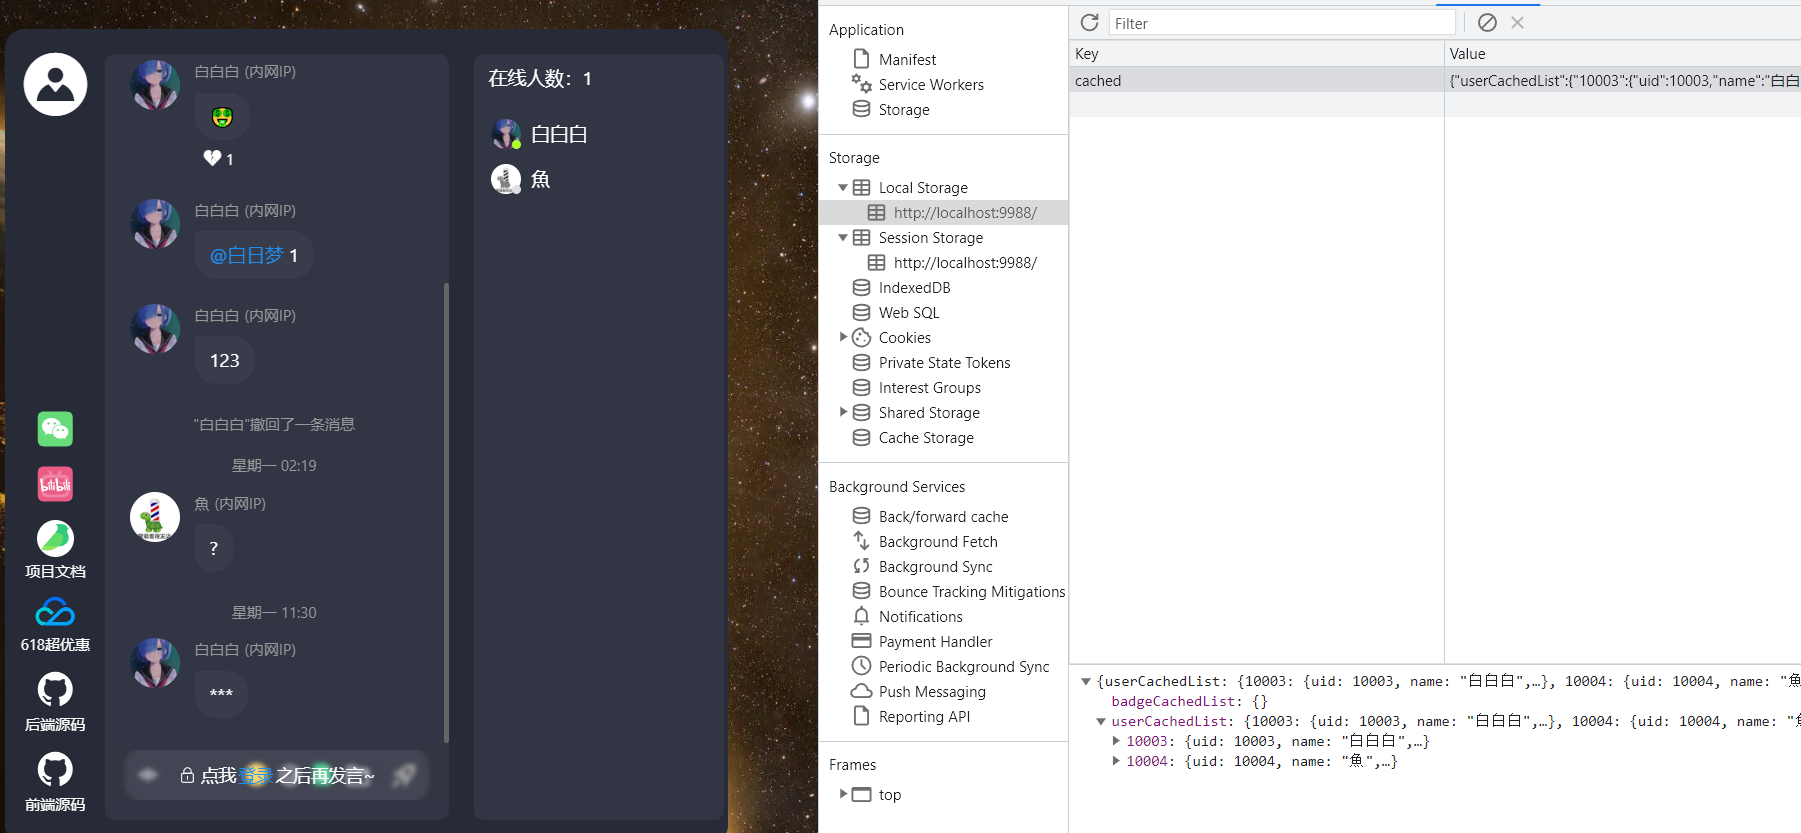 白白白 (内网IP)
1
白白白 (内网IP)
@白日梦 1
白白白 (内网IP)
123
"白白白"撤回了一条消息
星期一 02:19
魚 (内网IP)
?
星期一 11:30
白白白 (内网IP)
***
点我登录之后再发言~
bilibili
项目文档
618超优惠
后端源码
前端源码
在线人数：1
白白白
魚
Application
Manifest
Service Workers
Storage
Storage
Local Storage
http://localhost:9988/
Session Storage
http://localhost:9988/
IndexedDB
Web SQL
Cookies
Private State Tokens
Interest Groups
Shared Storage
Cache Storage
Background Services
Back/forward cache
Background Fetch
Background Sync
Bounce Tracking Mitigations
Notifications
Payment Handler
Periodic Background Sync
Push Messaging
Reporting API
Frames
top
Filter
Key Value
cached {"userCachedList":{"10003":{"uid":10003,"name":"白白
{userCachedList: {10003: {uid: 10003, name: "白白白",…}, 10004: {uid: 10004, name: "魚
badgeCachedList: {}
userCachedList: {10003: {uid: 10003, name: "白白白",…}, 10004: {uid: 10004, name: "魚
10003: {uid: 10003, name: "白白白",…}
10004: {uid: 10004, name: "魚",…}